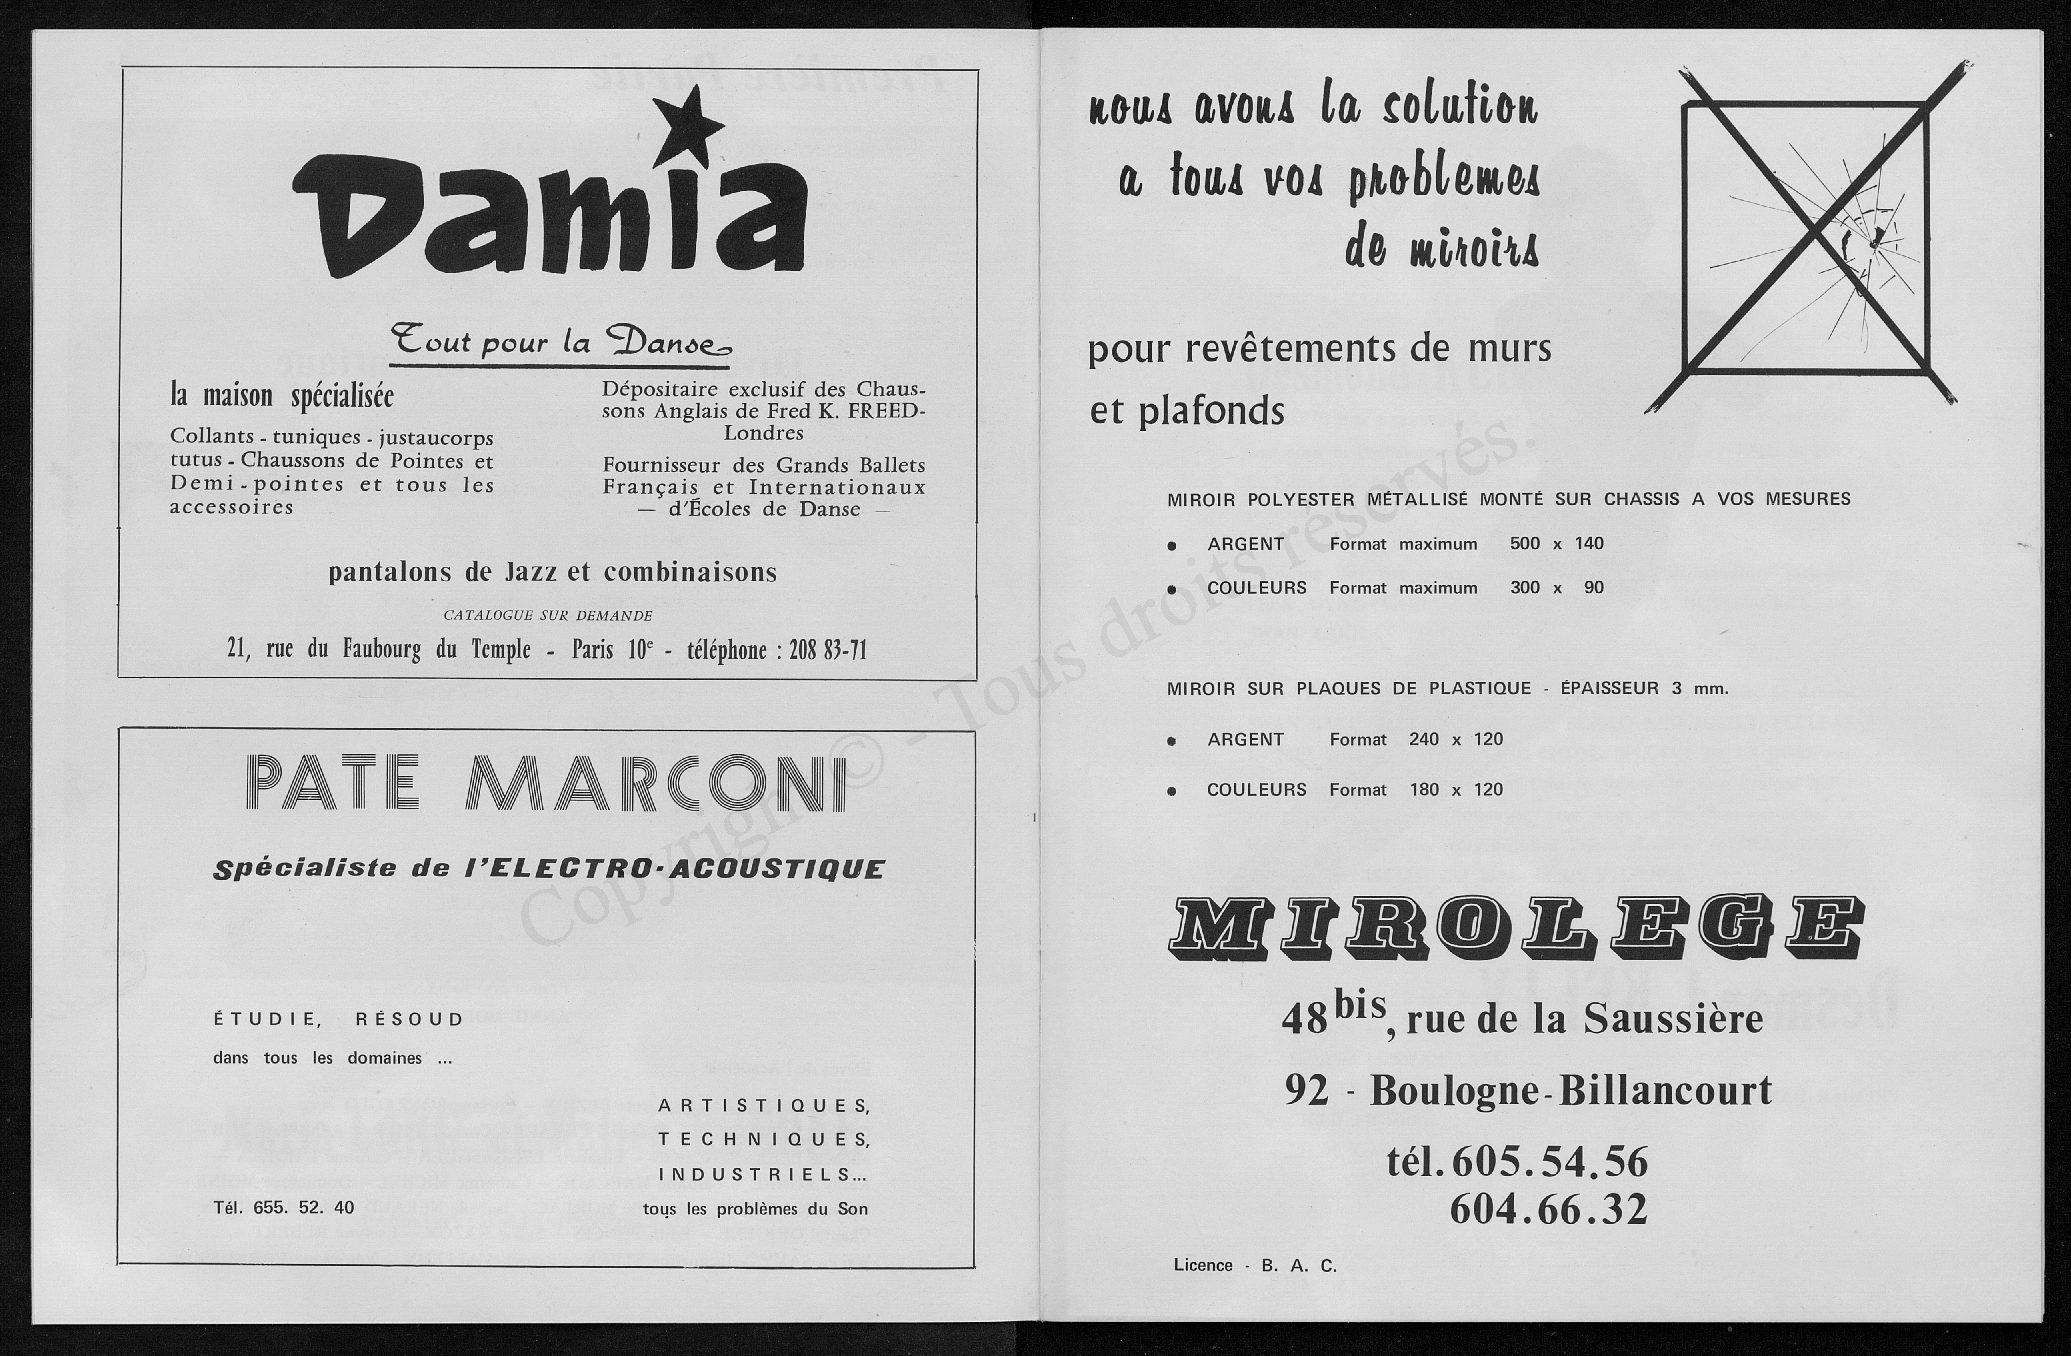 Damia
Tout pour la Danse
la maison spécialisée
Collants - tuniques - justaucorps
tutus - Chaussons de Pointes et
Demi-pointes et tous les
accessoires
Dépositaire exclusif des Chaus-
sons Anglais de Fred K. FREED-
Londres
Fournisseur des Grands Ballets
Français et Internationaux
— d'Écoles de Danse —
pantalons de Jazz et combinaisons
CATALOGUE SUR DEMANDE
21, rue du Faubourg du Temple - Paris 10e - téléphone : 208 83-71
PATE MARCONI
Spécialiste de l'ELECTRO-ACOUSTIQUE
ÉTUDIE, RÉSOUD
dans tous les domaines ...
ARTISTIQUES,
TECHNIQUES,
INDUSTRIELS...
Tél. 655. 52. 40
tous les problèmes du Son
nous avons la solution
a tous vos problemes
de miroirs
pour revêtements de murs
et plafonds
MIROIR POLYESTER MÉTALLISÉ MONTÉ SUR CHASSIS A VOS MESURES
• ARGENT Format maximum 500 x 140
• COULEURS Format maximum 300 x 90
MIROIR SUR PLAQUES DE PLASTIQUE - ÉPAISSEUR 3 mm.
• ARGENT Format 240 x 120
• COULEURS Format 180 x 120
MIROLEGE
48 bis, rue de la Saussière
92 - Boulogne-Billancourt
tél. 605.54.56
604.66.32
Licence - B. A. C.
Copyright © - Tous droits réservés.